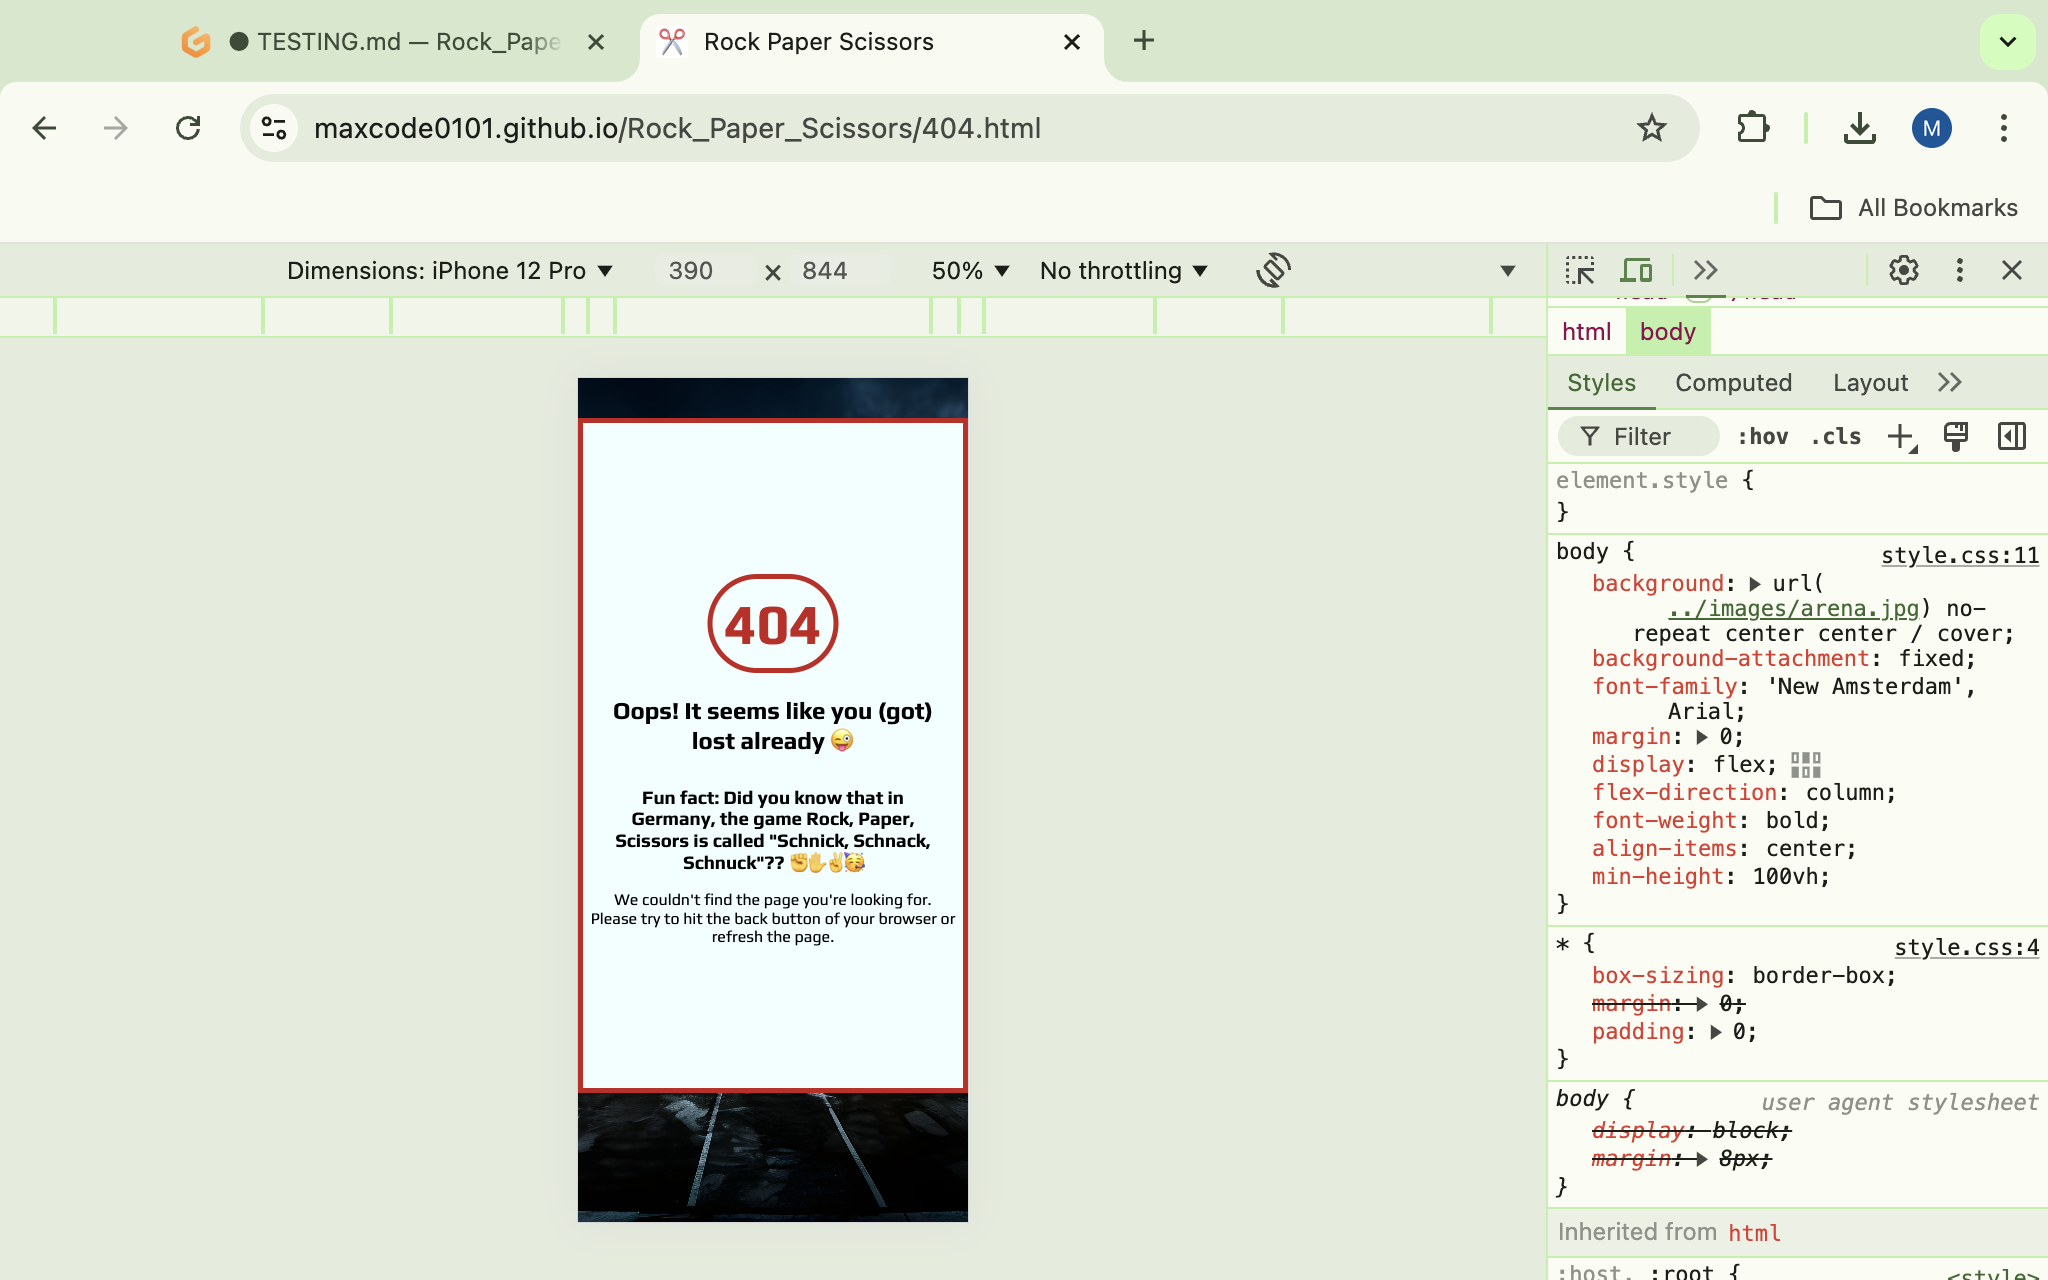 TESTING.md — Rock_Pape
Rock Paper Scissors
maxcode0101.github.io/Rock_Paper_Scissors/404.html
M
All Bookmarks
Dimensions: iPhone 12 Pro ▼ 390 × 844 50% ▼ No throttling ▼
html body
Styles Computed Layout
Filter :hov .cls
element.style {
}
body { style.css:11
background: ▶ url(
../images/arena.jpg) no-
repeat center center / cover;
background-attachment: fixed;
font-family: 'New Amsterdam',
Arial;
margin: ▶ 0;
display: flex;
flex-direction: column;
font-weight: bold;
align-items: center;
min-height: 100vh;
}
* { style.css:4
box-sizing: border-box;
margin: ▶ 0;
padding: ▶ 0;
}
body { user agent stylesheet
display: block;
margin: ▶ 8px;
}
Inherited from html
:host, :root { <style>
404
Oops! It seems like you (got)
lost already 😜
Fun fact: Did you know that in
Germany, the game Rock, Paper,
Scissors is called "Schnick, Schnack,
Schnuck"?? ✊✋✌🥳
We couldn't find the page you're looking for.
Please try to hit the back button of your browser or
refresh the page.